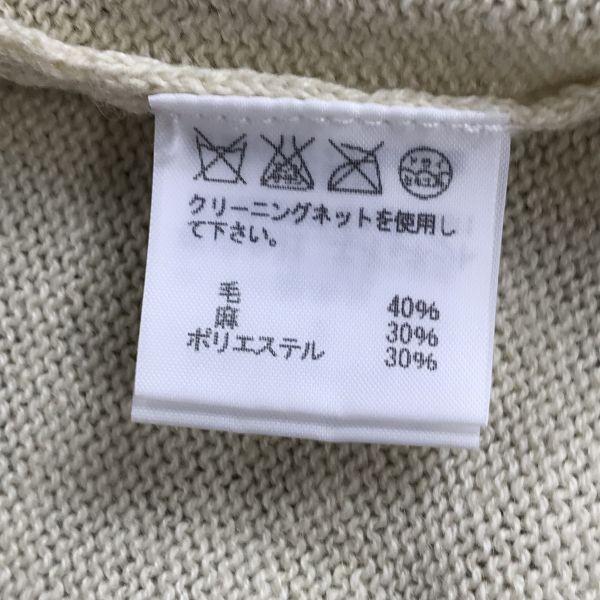 クリーニングネットを使用し
て下さい。
毛 40%
麻 30%
ポリエステル 30%